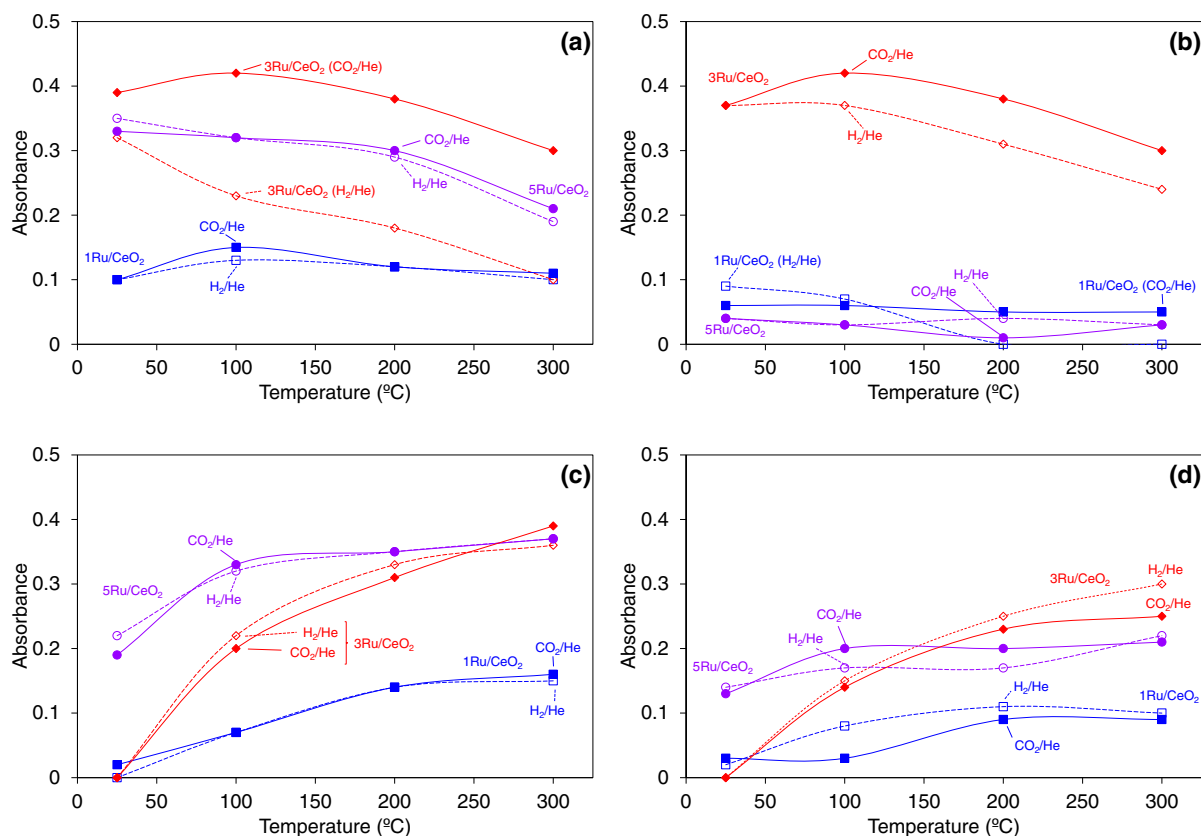 (a)
0.5
0.4
0.3
0.2
0.1
0
Absorbance
3Ru/CeO₂ (CO₂/He)
CO₂/He
H₂/He
5Ru/CeO₂
3Ru/CeO₂ (H₂/He)
CO₂/He
1Ru/CeO₂
H₂/He
0 50 100 150 200 250 300
Temperature (ºC)
(b)
0.5
0.4
0.3
0.2
0.1
0
Absorbance
CO₂/He
3Ru/CeO₂
H₂/He
1Ru/CeO₂ (H₂/He)
H₂/He
CO₂/He
1Ru/CeO₂ (CO₂/He)
5Ru/CeO₂
0 50 100 150 200 250 300
Temperature (ºC)
(c)
0.5
0.4
0.3
0.2
0.1
0
Absorbance
CO₂/He
5Ru/CeO₂
H₂/He
H₂/He
CO₂/He
3Ru/CeO₂
1Ru/CeO₂
CO₂/He
H₂/He
0 50 100 150 200 250 300
Temperature (ºC)
(d)
0.5
0.4
0.3
0.2
0.1
0
Absorbance
3Ru/CeO₂
H₂/He
CO₂/He
CO₂/He
H₂/He
5Ru/CeO₂
H₂/He
1Ru/CeO₂
CO₂/He
0 50 100 150 200 250 300
Temperature (ºC)